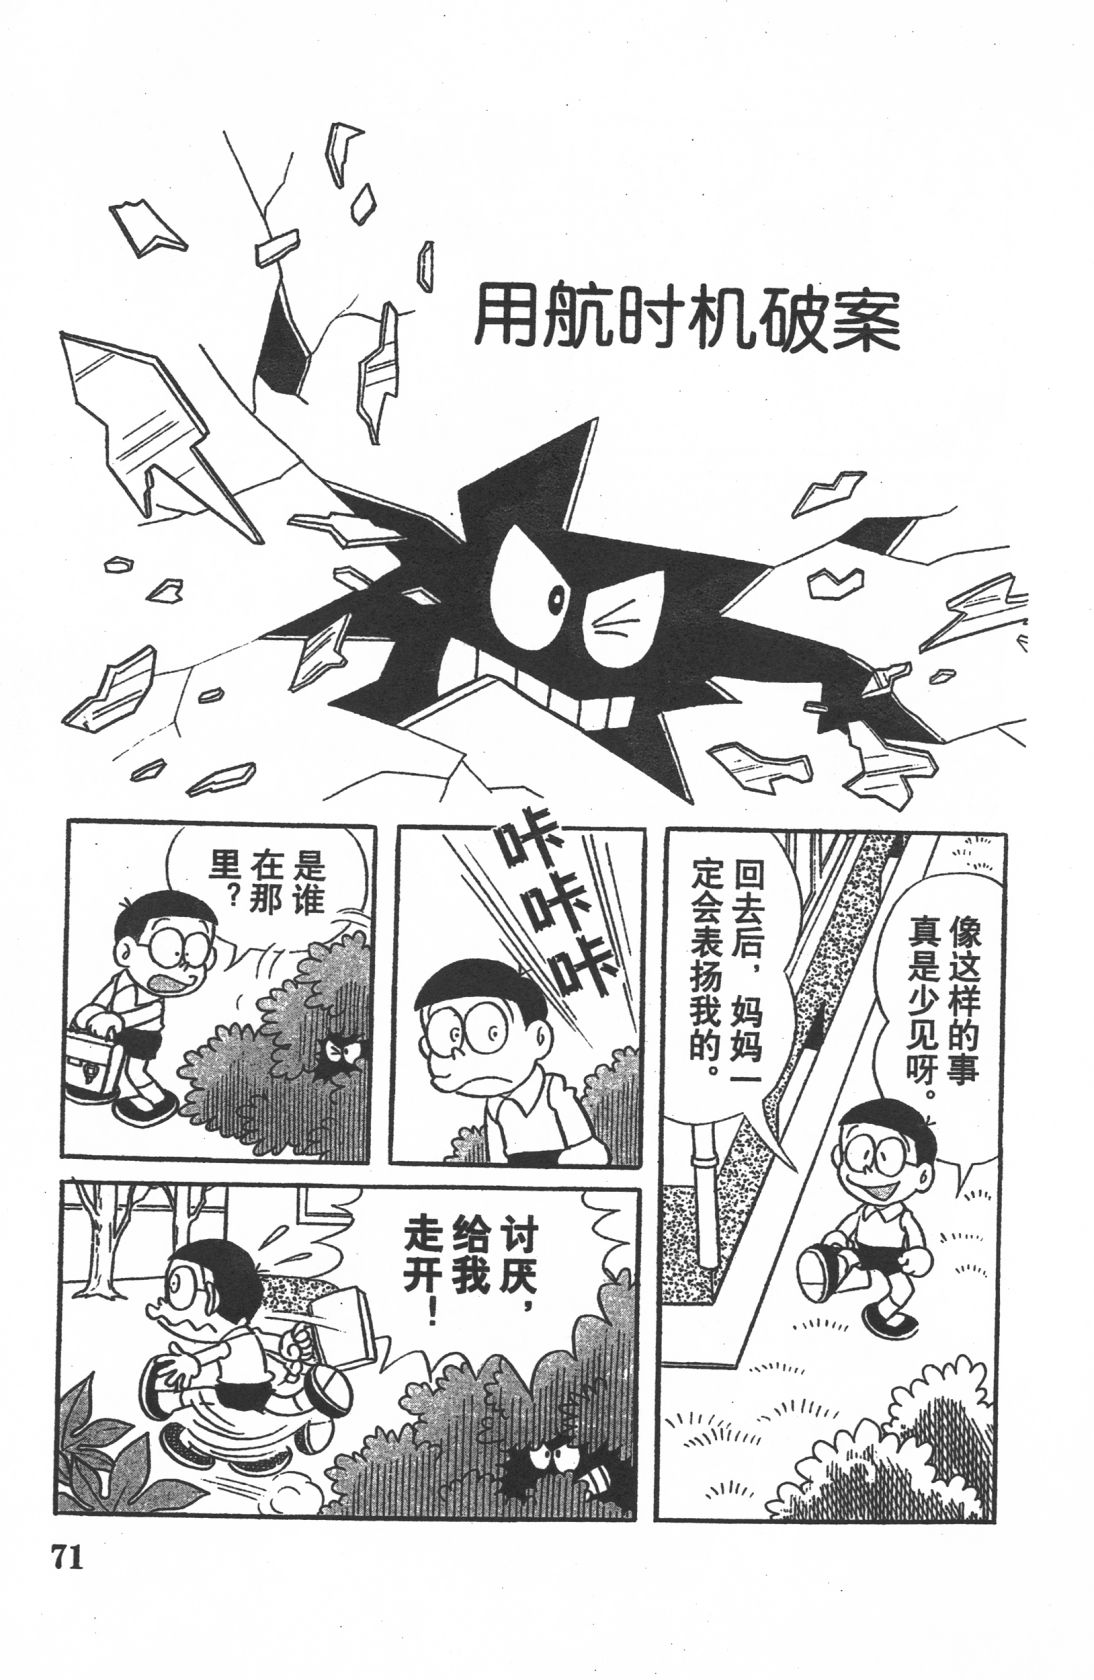 用航时机破案
像这样的事
真是少见呀。
回去后，妈妈一
定会表扬我的。
咔
咔
咔
是谁
在那
里？
讨厌，
给我
走开！
71